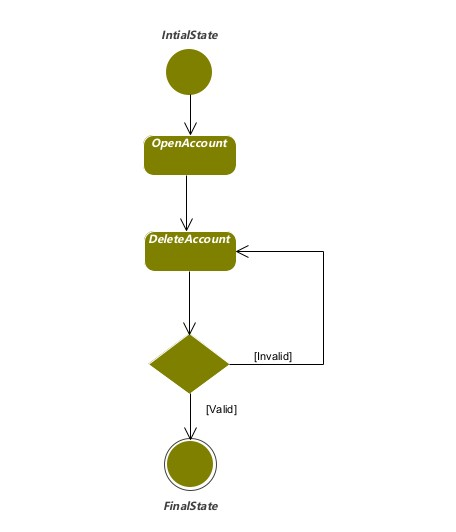 IntialState
OpenAccount
DeleteAccount
[Invalid]
[Valid]
FinalState